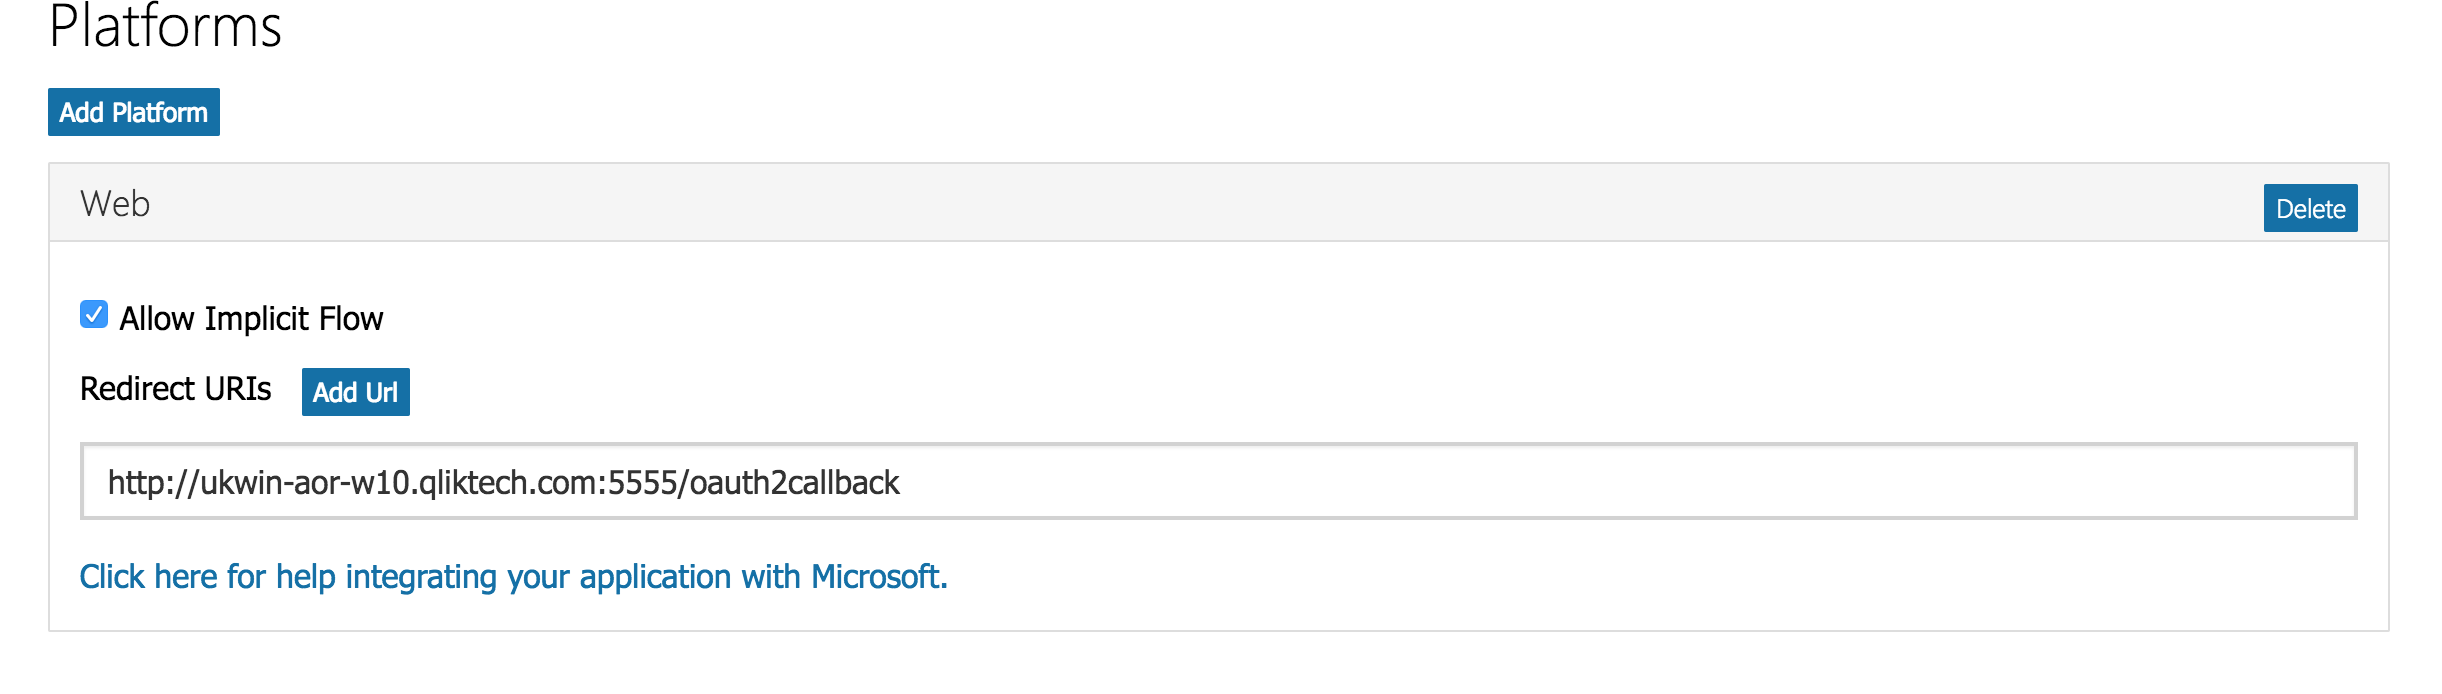 Platforms
Add Platform
Web
Delete
Allow Implicit Flow
Redirect URIs Add Url
http://ukwin-aor-w10.qliktech.com:5555/oauth2callback
Click here for help integrating your application with Microsoft.